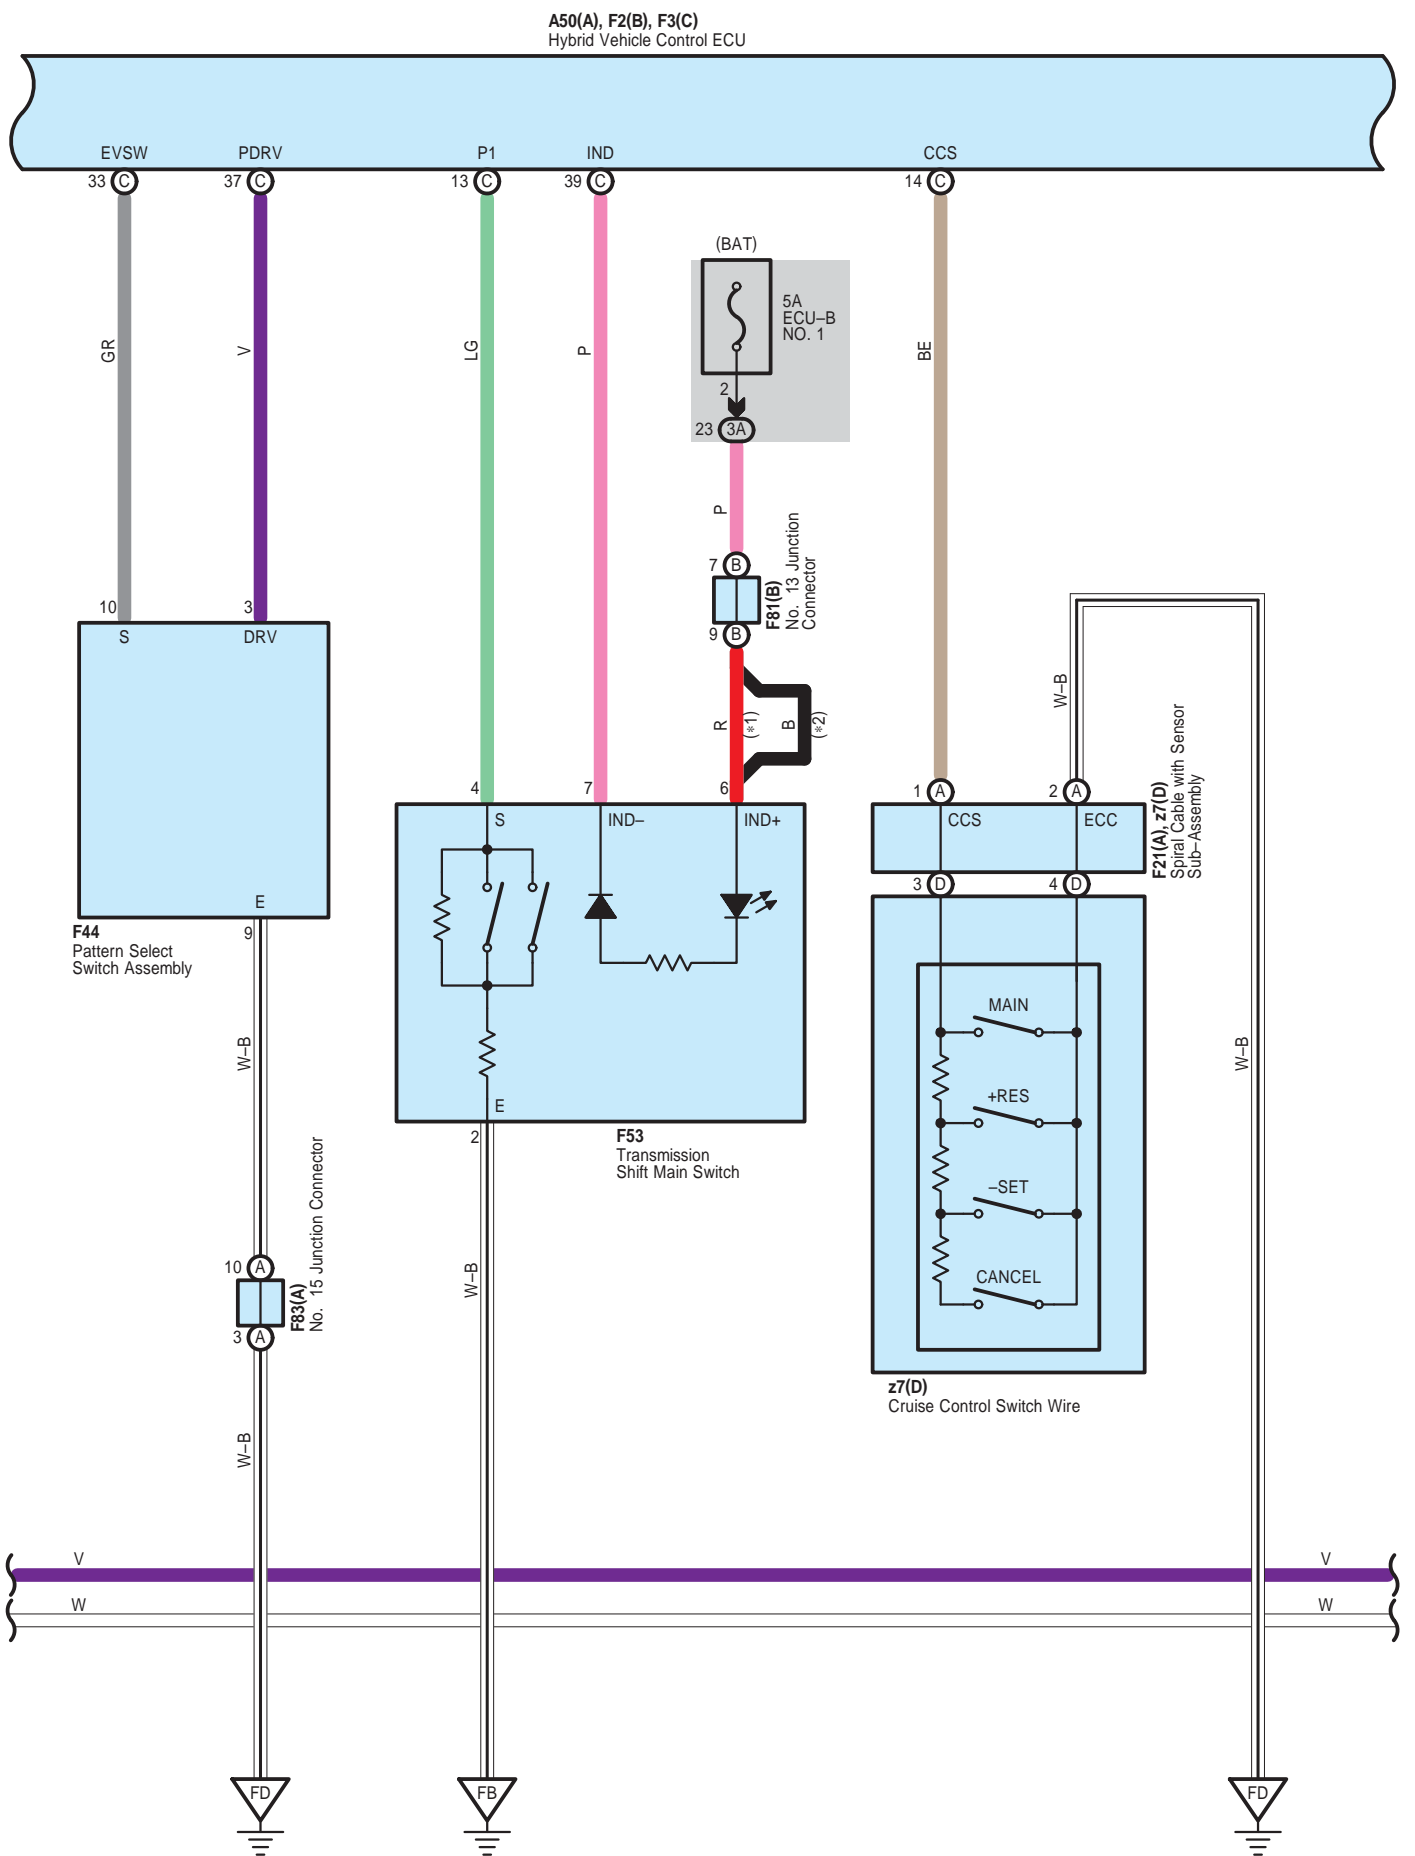 A50(A), F2(B), F3(C)
Hybrid Vehicle Control ECU
EVSW
PDRV
P1
IND
CCS
33 C
37 C
13 C
39 C
14 C
(BAT)
5A
ECU–B
NO. 1
2
23 3A
GR
V
LG
P
BE
P
7 B
F81(B)
No. 13 Junction
Connector
9 B
10
3
S
DRV
E
9
F44
Pattern Select
Switch Assembly
R
(*1)
B
(*2)
W–B
4
7
6
S
IND–
IND+
E
2
F53
Transmission
Shift Main Switch
1 A
2 A
CCS
ECC
F21(A), z7(D)
Spiral Cable with Sensor
Sub–Assembly
3 D
4 D
MAIN
+RES
–SET
CANCEL
z7(D)
Cruise Control Switch Wire
W–B
W–B
10 A
F83(A)
No. 15 Junction Connector
3 A
W–B
W–B
V
V
W
W
FD
FB
FD